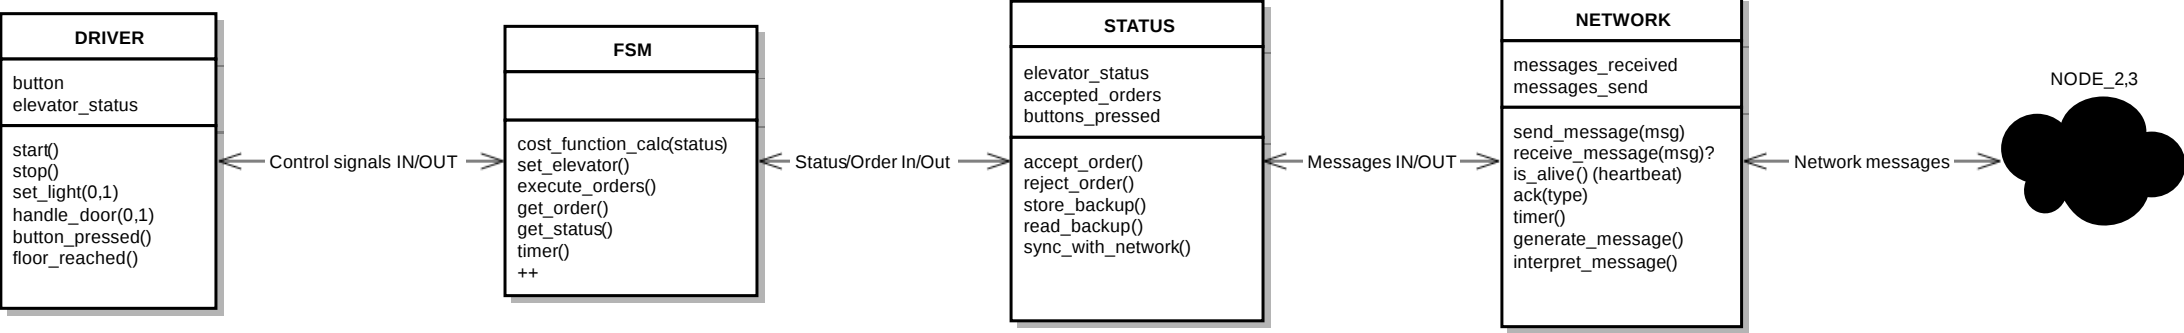 DRIVER
button
elevator_status
start()
stop()
set_light(0,1)
handle_door(0,1)
button_pressed()
floor_reached()
Control signals IN/OUT
FSM
cost_function_calc(status)
set_elevator()
execute_orders()
get_order()
get_status()
timer()
++
Status/Order In/Out
STATUS
elevator_status
accepted_orders
buttons_pressed
accept_order()
reject_order()
store_backup()
read_backup()
sync_with_network()
Messages IN/OUT
NETWORK
messages_received
messages_send
send_message(msg)
receive_message(msg)?
is_alive() (heartbeat)
ack(type)
timer()
generate_message()
interpret_message()
Network messages
NODE_2,3